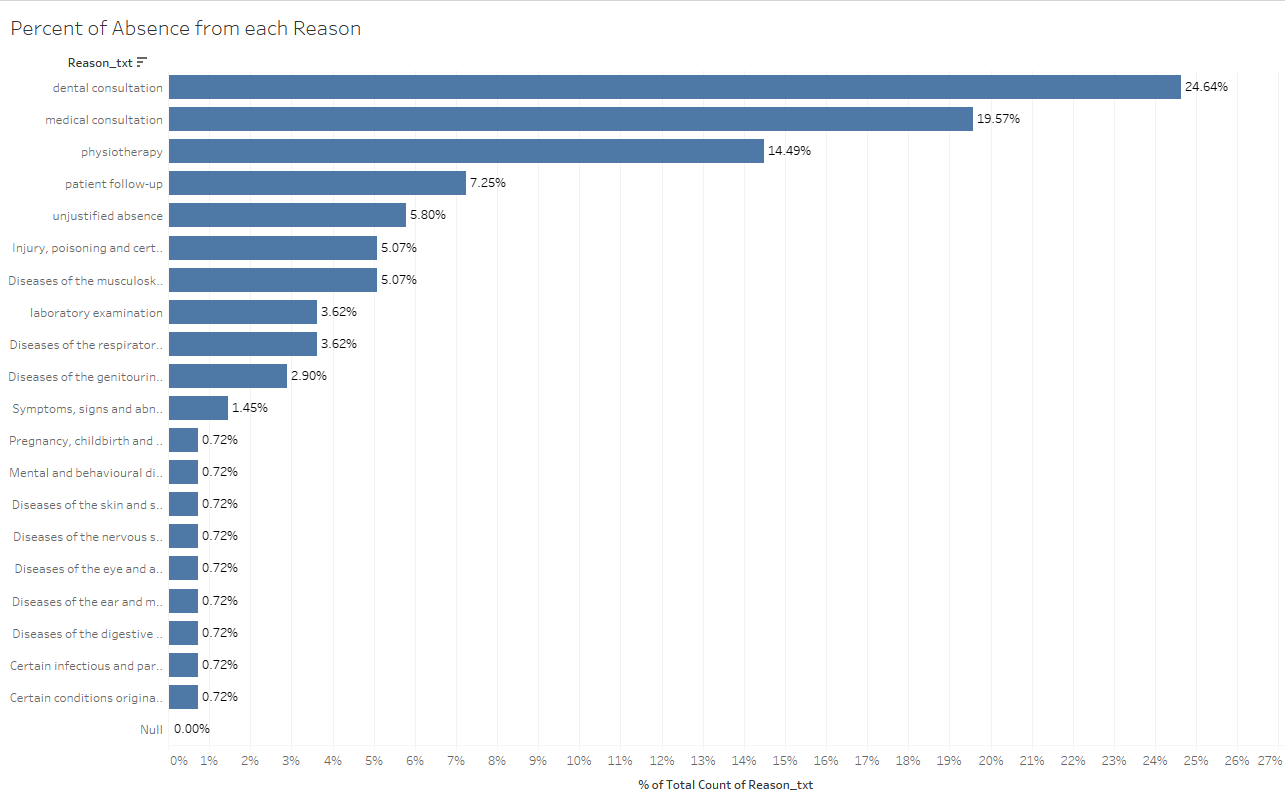 Percent of Absence from each Reason
Reason_txt
dental consultation 24.64%
medical consultation 19.57%
physiotherapy 14.49%
patient follow-up 7.25%
unjustified absence 5.80%
Injury, poisoning and cert.. 5.07%
Diseases of the musculosk.. 5.07%
laboratory examination 3.62%
Diseases of the respirator.. 3.62%
Diseases of the genitourin.. 2.90%
Symptoms, signs and abn.. 1.45%
Pregnancy, childbirth and .. 0.72%
Mental and behavioural di.. 0.72%
Diseases of the skin and s.. 0.72%
Diseases of the nervous s.. 0.72%
Diseases of the eye and a.. 0.72%
Diseases of the ear and m.. 0.72%
Diseases of the digestive .. 0.72%
Certain infectious and par.. 0.72%
Certain conditions origina.. 0.72%
Null 0.00%
0% 1% 2% 3% 4% 5% 6% 7% 8% 9% 10% 11% 12% 13% 14% 15% 16% 17% 18% 19% 20% 21% 22% 23% 24% 25% 26% 27%
% of Total Count of Reason_txt